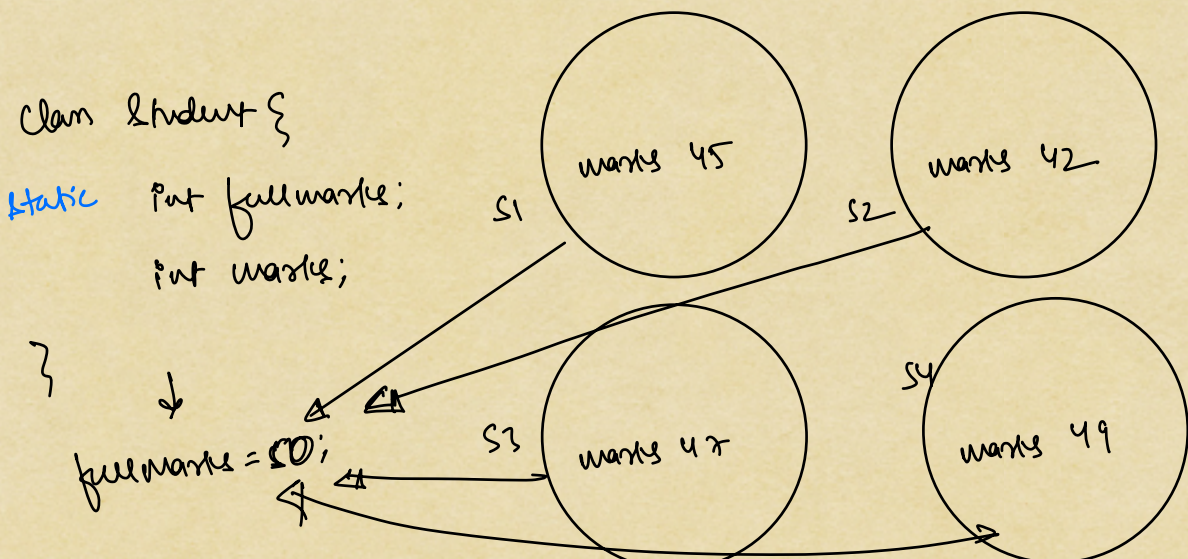 class Student {
static int fullmarks;
int marks;
}
fullmarks = 50;
S1
marks 45
S2
marks 42
S3
marks 47
S4
marks 49